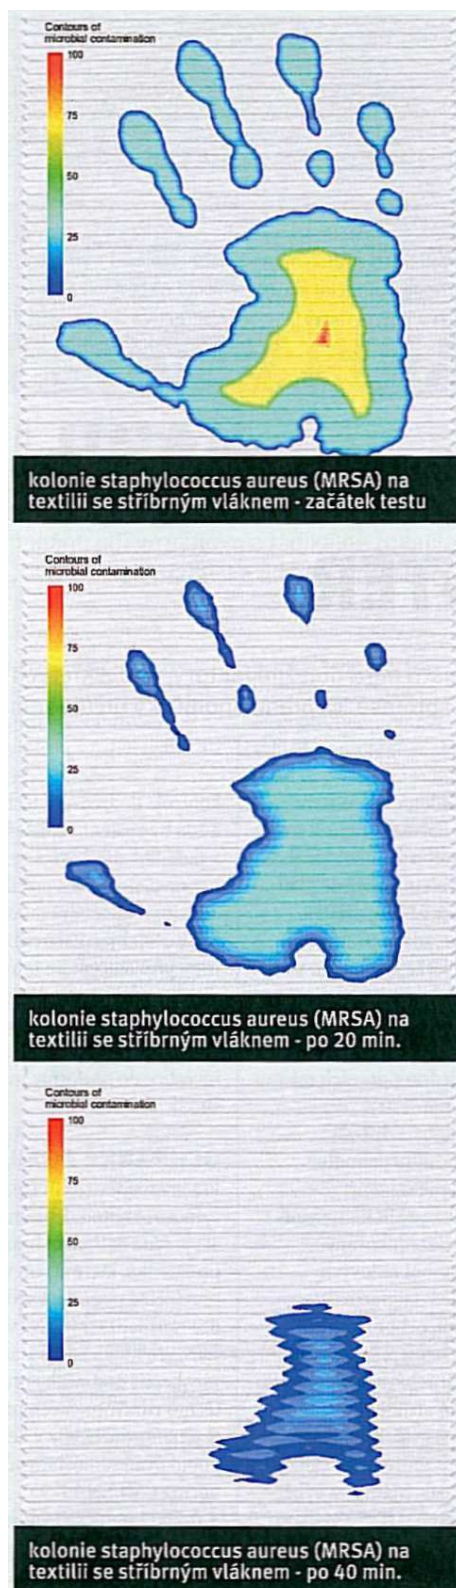 Contours of
microbial contamination
100
75
50
25
0
kolonie staphylococcus aureus (MRSA) na
textilii se stříbrným vláknem - začátek testu
Contours of
microbial contamination
100
75
50
25
0
kolonie staphylococcus aureus (MRSA) na
textilii se stříbrným vláknem - po 20 min.
Contours of
microbial contamination
100
75
50
25
0
kolonie staphylococcus aureus (MRSA) na
textilii se stříbrným vláknem - po 40 min.